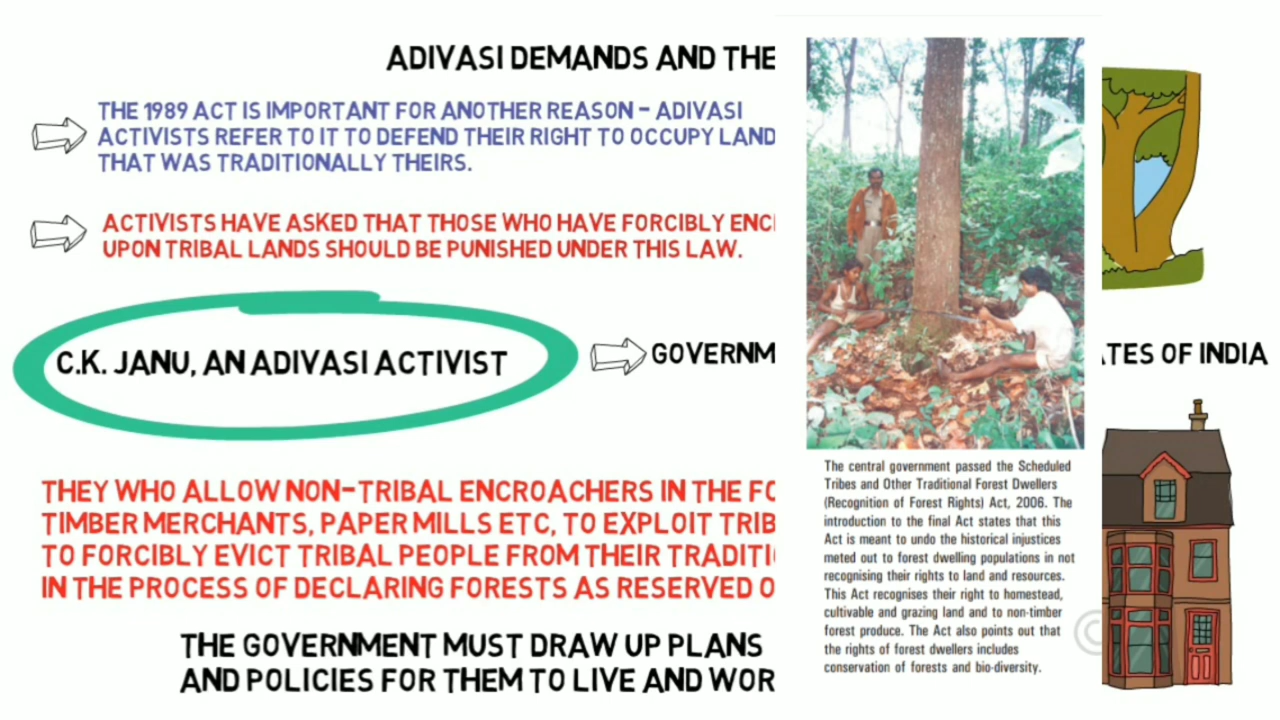 ADIVASI DEMANDS AND THE
THE 1989 ACT IS IMPORTANT FOR ANOTHER REASON – ADIVASI
ACTIVISTS REFER TO IT TO DEFEND THEIR RIGHT TO OCCUPY LAND
THAT WAS TRADITIONALLY THEIRS.
ACTIVISTS HAVE ASKED THAT THOSE WHO HAVE FORCIBLY
UPON TRIBAL LANDS SHOULD BE PUNISHED UNDER THIS LAW.
C.K. JANU, AN ADIVASI ACTIVIST
GOVERNM ATES OF INDIA
THEY WHO ALLOW NON-TRIBAL ENCROACHERS IN THE FO
TIMBER MERCHANTS, PAPER MILLS ETC, TO EXPLOIT TRIB
TO FORCIBLY EVICT TRIBAL PEOPLE FROM THEIR TRADITI
IN THE PROCESS OF DECLARING FORESTS AS RESERVED O
THE GOVERNMENT MUST DRAW UP PLANS
AND POLICIES FOR THEM TO LIVE AND WOR
The central government passed the Scheduled
Tribes and Other Traditional Forest Dwellers
(Recognition of Forest Rights) Act, 2006. The
introduction to the final Act states that this
Act is meant to undo the historical injustices
meted out to forest dwelling populations in not
recognising their rights to land and resources.
This Act recognises their right to homestead,
cultivable and grazing land and to non-timber
forest produce. The Act also points out that
the rights of forest dwellers includes
conservation of forests and bio-diversity.